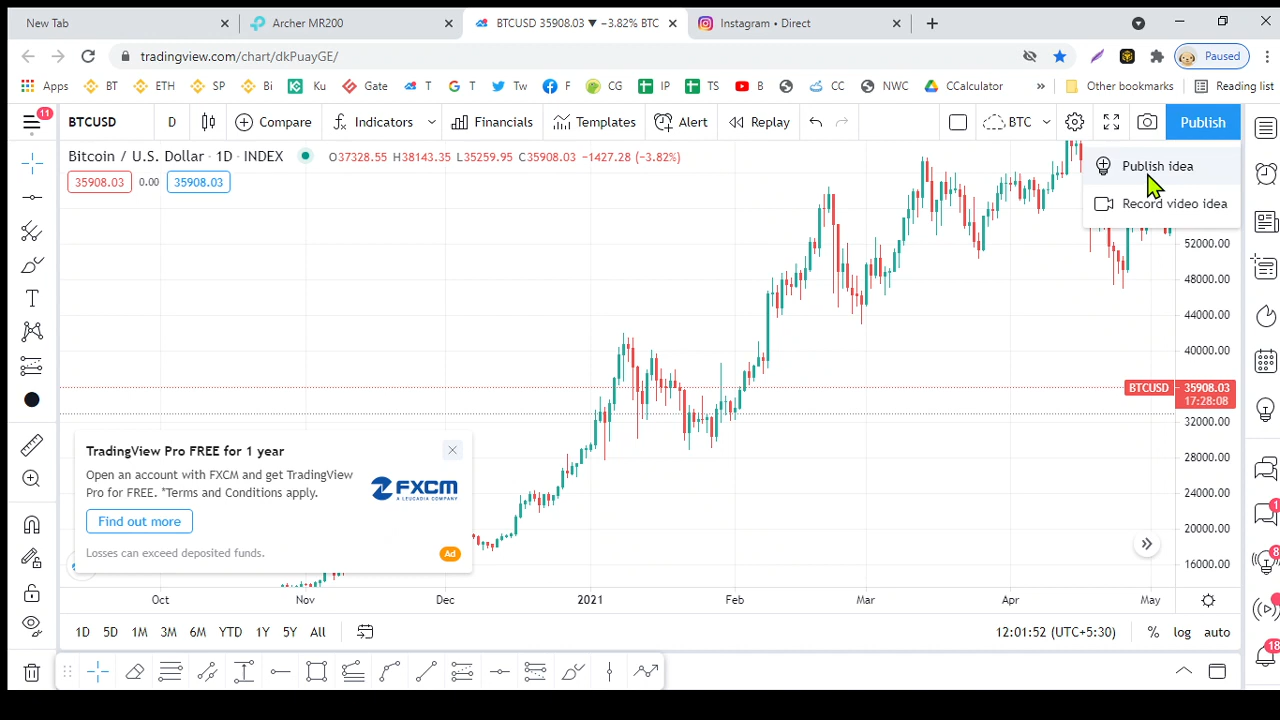 New Tab
Archer MR200
BTCUSD 35908.03 ▼ −3.82% BTC
Instagram • Direct
tradingview.com/chart/dkPuayGE/
Paused
Apps BT ETH SP Bi Ku Gate T T Tw F CG IP TS B CC NWC CCalculator » Other bookmarks Reading list
11
BTCUSD D Compare Indicators Financials Templates Alert Replay BTC Publish
Bitcoin / U.S. Dollar · 1D · INDEX O37328.55 H38143.35 L35259.95 C35908.03 −1427.28 (−3.82%)
35908.03 0.00 35908.03
Publish idea
Record video idea
52000.00
48000.00
44000.00
40000.00
BTCUSD 35908.03
17:28:08
32000.00
28000.00
24000.00
20000.00
16000.00
TradingView Pro FREE for 1 year
Open an account with FXCM and get TradingView
Pro for FREE. *Terms and Conditions apply.
FXCM
A LEUCADIA COMPANY
Find out more
Losses can exceed deposited funds.
Ad
Oct Nov Dec 2021 Feb Mar Apr May
1D 5D 1M 3M 6M YTD 1Y 5Y All
12:01:52 (UTC+5:30) % log auto
1
8
18